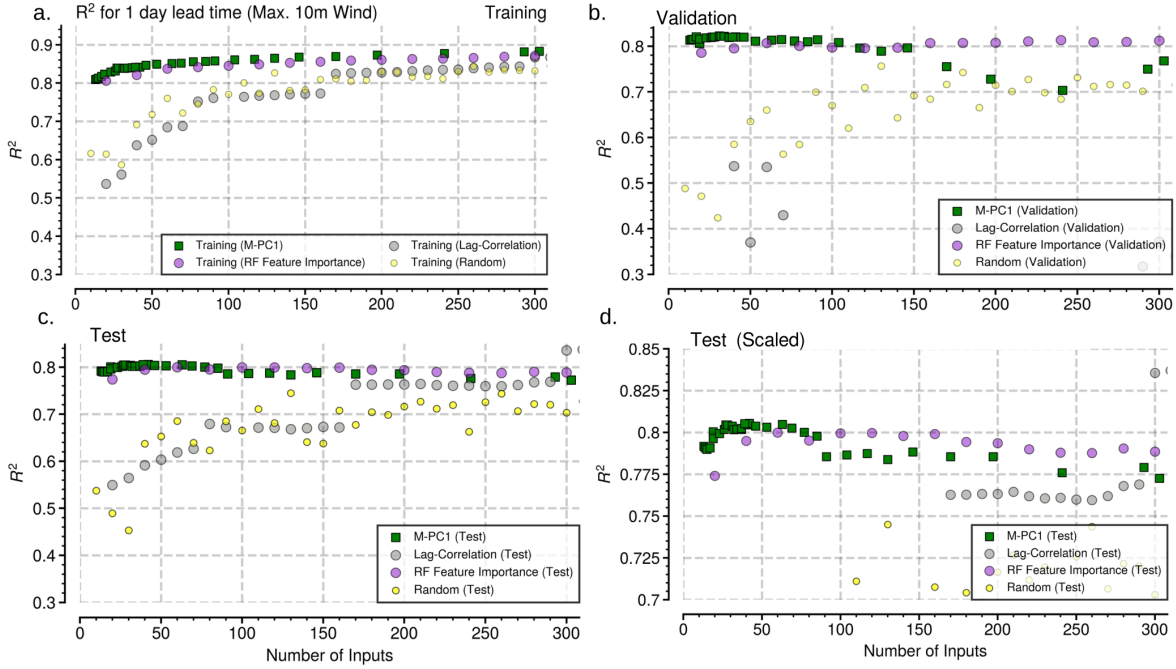 a.
R² for 1 day lead time (Max. 10m Wind)
Training
0.9
0.8
0.7
0.6
0.5
0.4
0.3
R²
Training (M-PC1)
Training (RF Feature Importance)
Training (Lag-Correlation)
Training (Random)
0 50 100 150 200 250 300
b.
Validation
0.8
0.7
0.6
0.5
0.4
0.3
R²
M-PC1 (Validation)
Lag-Correlation (Validation)
RF Feature Importance (Validation)
Random (Validation)
0 50 100 150 200 250 300
c.
Test
0.8
0.7
0.6
0.5
0.4
0.3
R²
M-PC1 (Test)
Lag-Correlation (Test)
RF Feature Importance (Test)
Random (Test)
0 50 100 150 200 250 300
Number of Inputs
d.
Test (Scaled)
0.85
0.825
0.8
0.775
0.75
0.725
0.7
R²
M-PC1 (Test)
Lag-Correlation (Test)
RF Feature Importance (Test)
Random (Test)
0 50 100 150 200 250 300
Number of Inputs